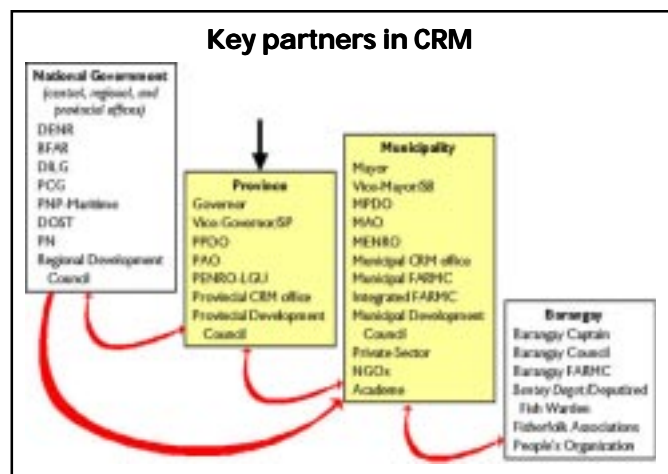 Key partners in CRM
National Government
(central, regional, and
provincial offices)
DENR
BFAR
DILG
PCG
PNP-Maritime
DOST
PN
Regional Development
Council
Province
Governor
Vice-Governor/SP
PPDO
PAO
PENRO-LGU
Provincial CRM office
Provincial Development
Council
Municipality
Mayor
Vice-Mayor/SB
MPDO
MAO
MENRO
Municipal CRM office
Municipal FARMC
Integrated FARMC
Municipal Development
Council
Private Sector
NGOs
Academe
Barangay
Barangay Captain
Barangay Council
Barangay FARMC
Bantay Dagat/Deputized
Fish Warden
Fisherfolk Associations
People's Organization